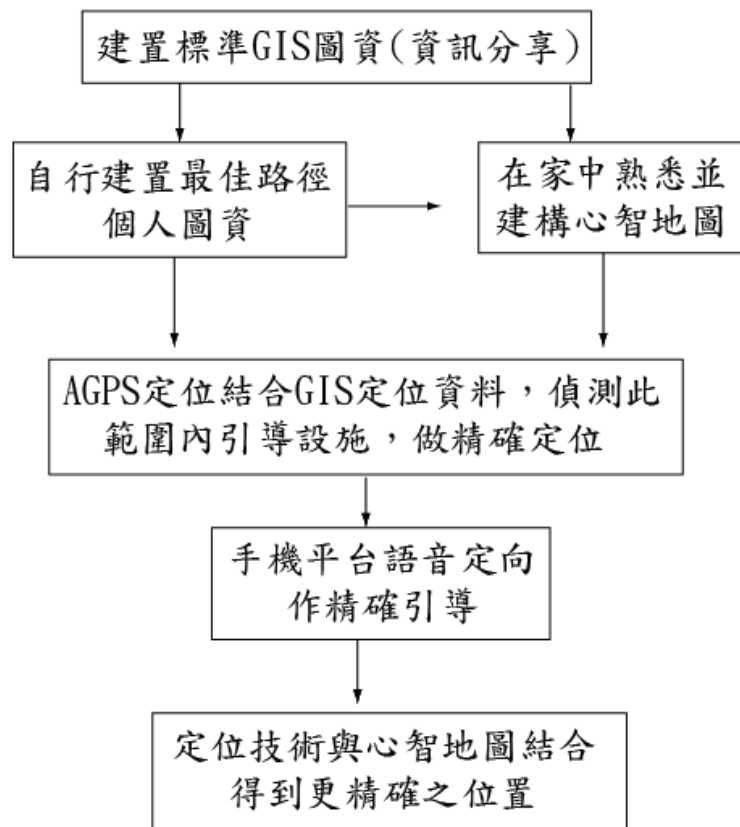 建置標準GIS圖資(資訊分享)
自行建置最佳路徑
個人圖資
在家中熟悉並
建構心智地圖
AGPS定位結合GIS定位資料，偵測此
範圍內引導設施，做精確定位
手機平台語音定向
作精確引導
定位技術與心智地圖結合
得到更精確之位置